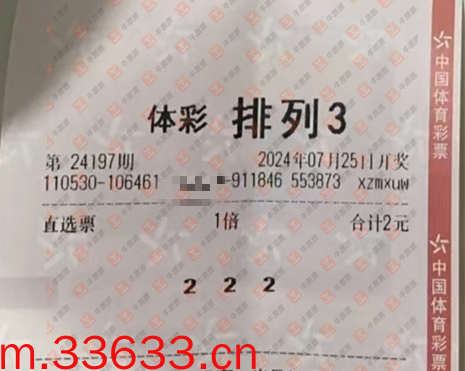 体彩 排列3
第 24197期 2024年07月25日开奖
110530-106461 -911846 553873 xzmxuw
直选票 1倍 合计2元
2 2 2
m.33633.cn
中国体育彩票
中国体育彩票